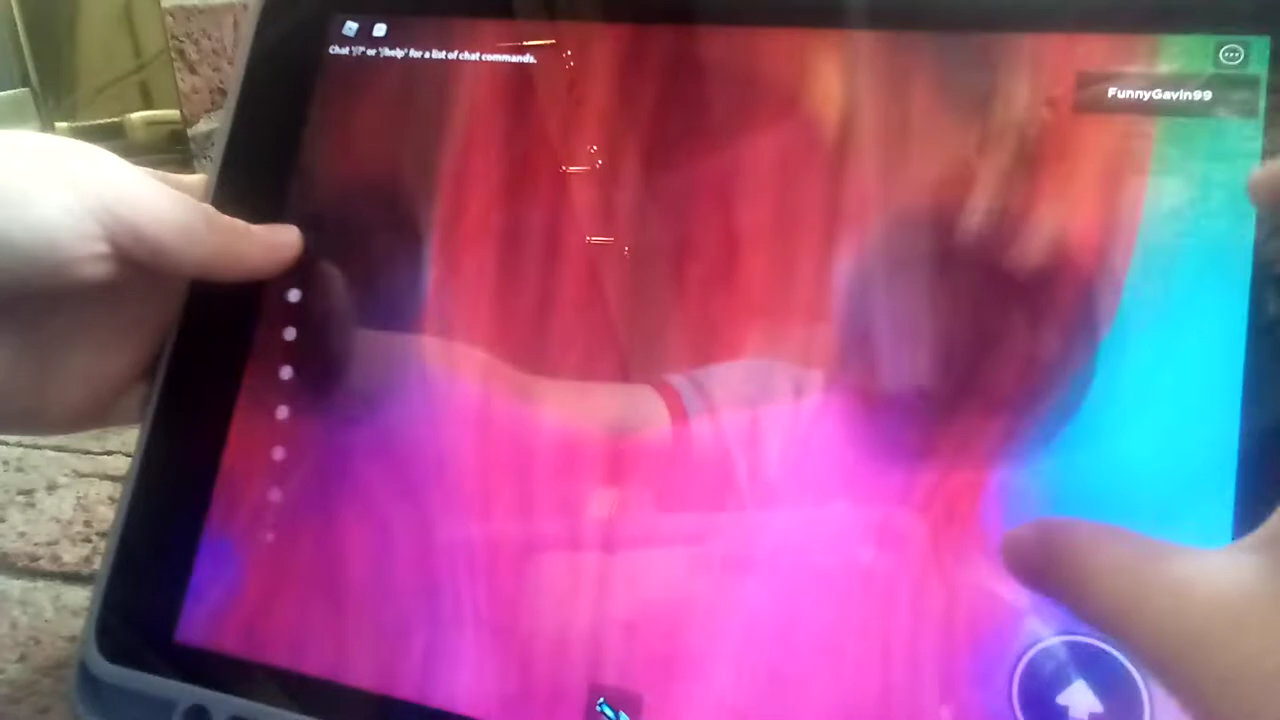 Chat '/?' or '/help' for a list of chat commands.
FunnyGavin99